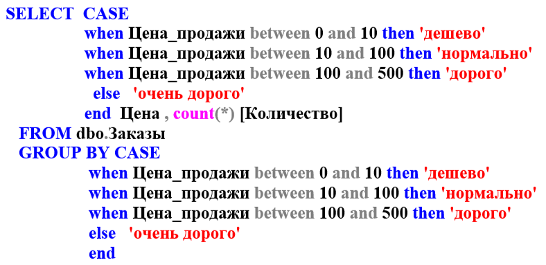 SELECT CASE
when Цена_продажи between 0 and 10 then 'дешево'
when Цена_продажи between 10 and 100 then 'нормально'
when Цена_продажи between 100 and 500 then 'дорого'
else 'очень дорого'
end Цена , count(*) [Количество]
FROM dbo.Заказы
GROUP BY CASE
when Цена_продажи between 0 and 10 then 'дешево'
when Цена_продажи between 10 and 100 then 'нормально'
when Цена_продажи between 100 and 500 then 'дорого'
else 'очень дорого'
end